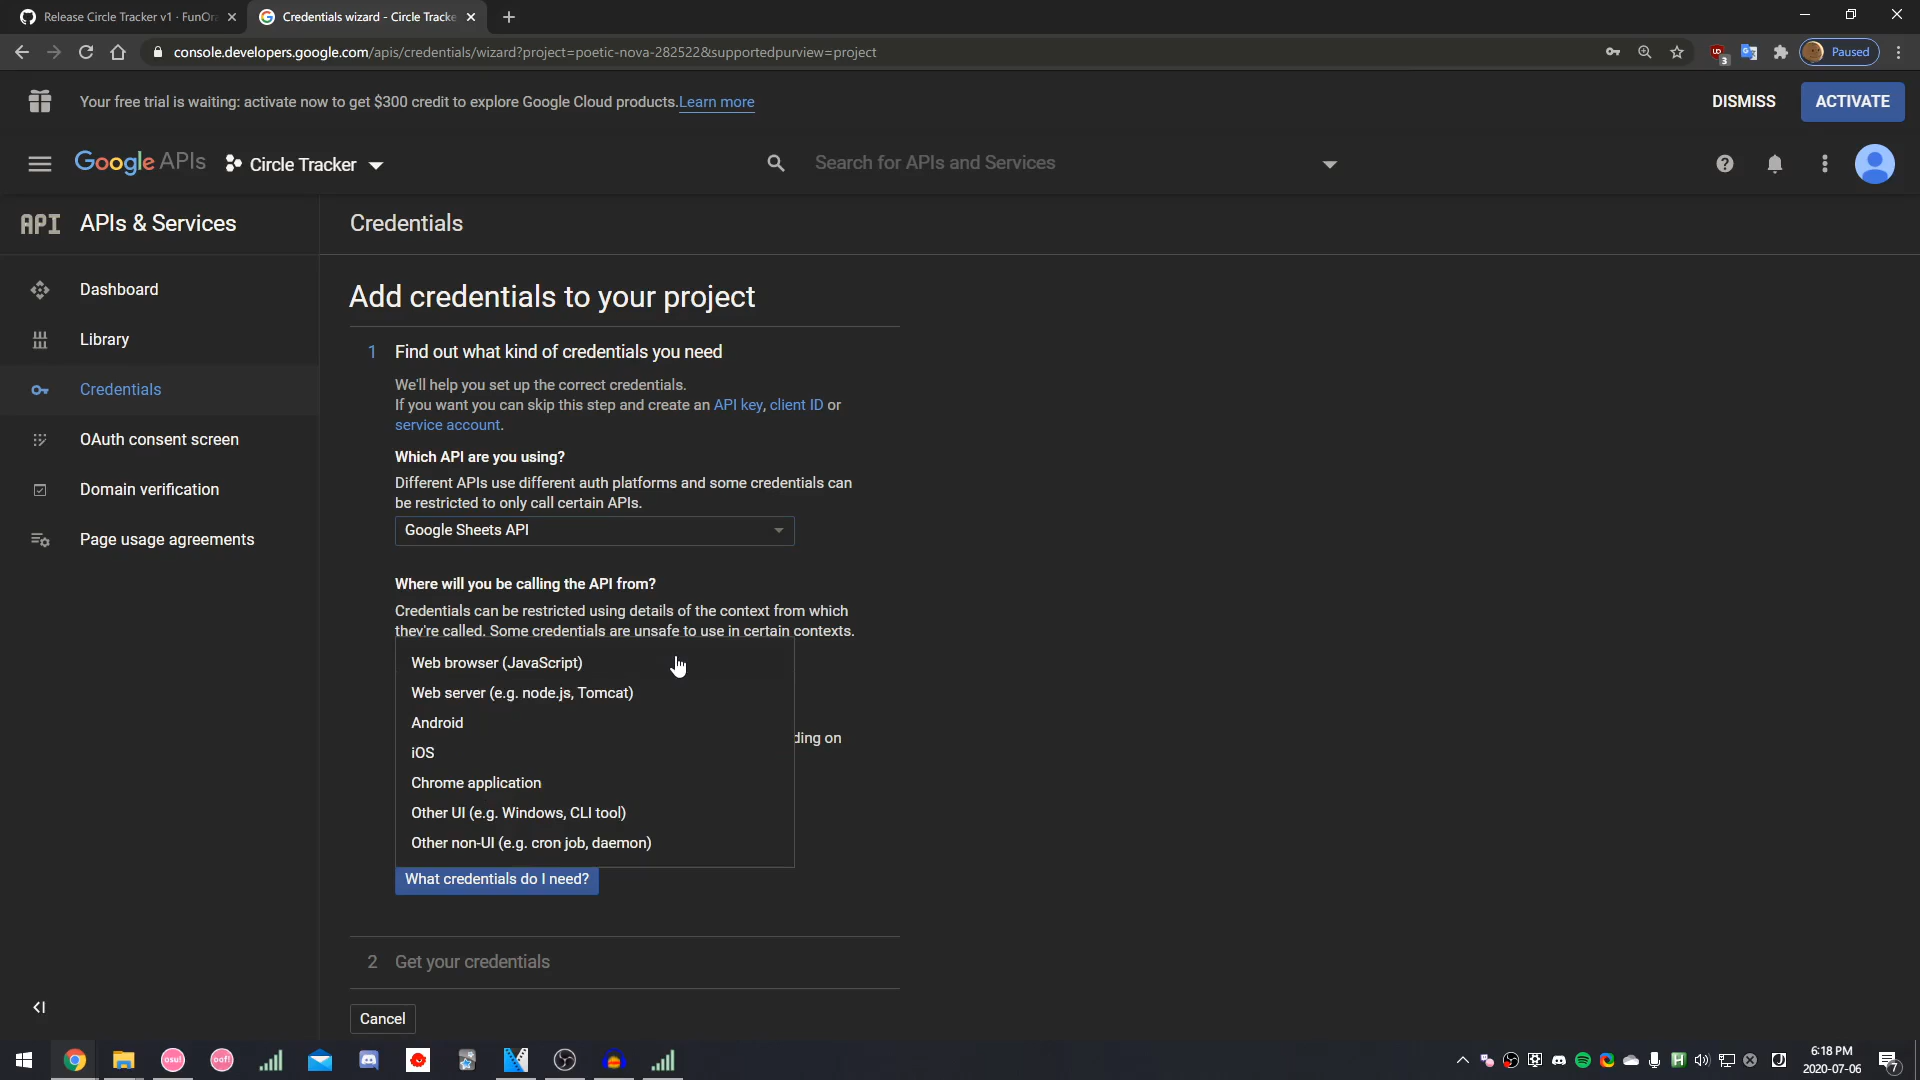 Release Circle Tracker v1 · FunOra
Credentials wizard - Circle Tracke
console.developers.google.com/apis/credentials/wizard?project=poetic-nova-282522&supportedpurview=project
3
Paused
Your free trial is waiting: activate now to get $300 credit to explore Google Cloud products. Learn more
DISMISS
ACTIVATE
Google APIs
Circle Tracker
Search for APIs and Services
API APIs & Services
Credentials
Dashboard
Library
Credentials
OAuth consent screen
Domain verification
Page usage agreements
Add credentials to your project
1 Find out what kind of credentials you need
We'll help you set up the correct credentials.
If you want you can skip this step and create an API key, client ID or
service account.
Which API are you using?
Different APIs use different auth platforms and some credentials can
be restricted to only call certain APIs.
Google Sheets API
Where will you be calling the API from?
Credentials can be restricted using details of the context from which
they're called. Some credentials are unsafe to use in certain contexts.
Web browser (JavaScript)
Web server (e.g. node.js, Tomcat)
Android
ding on
iOS
Chrome application
Other UI (e.g. Windows, CLI tool)
Other non-UI (e.g. cron job, daemon)
What credentials do I need?
2 Get your credentials
Cancel
osu!
oof!
6:18 PM
2020-07-06
7